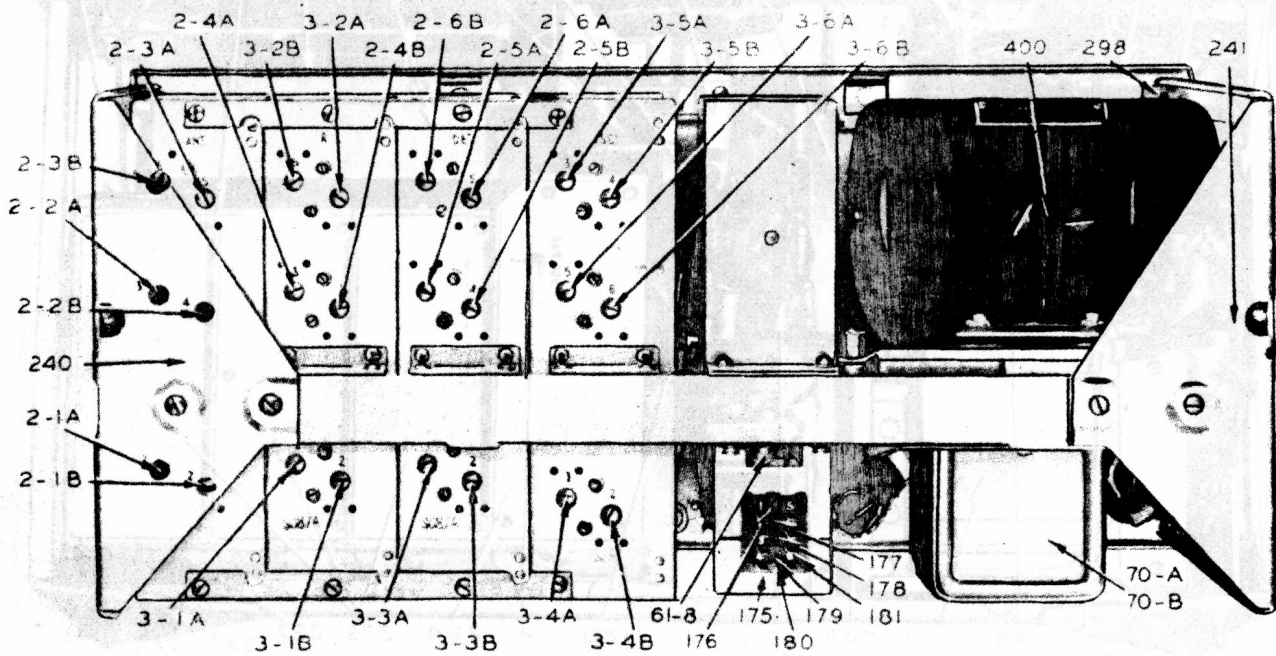 2-4A 3-2A 2-6B 2-6A 3-5A 3-6A
2-3A 3-2B 2-4B 2-5A 2-5B 3-5B 3-6B 400 298 241
ANT R DET OSC
2-3B
2-2A
2-2B
240
2-1A
2-1B
177
178
70-A
70-B
3-1A 3-3A 3-4A 61-8 175 179 181
3-1B 3-3B 3-4B 176 180